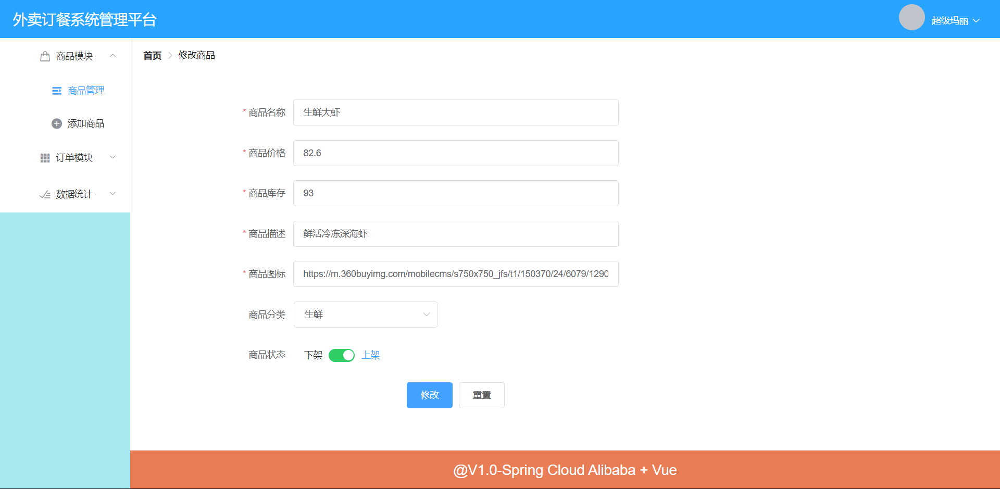 外卖订餐系统管理平台
超级玛丽
商品模块
商品管理
添加商品
订单模块
数据统计
首页 修改商品
* 商品名称 生鲜大虾
* 商品价格 82.6
* 商品库存 93
* 商品描述 鲜活冷冻深海虾
* 商品图标 https://m.360buyimg.com/mobilecms/s750x750_jfs/t1/150370/24/6079/1290
商品分类 生鲜
商品状态 下架 上架
修改 重置
@V1.0-Spring Cloud Alibaba + Vue